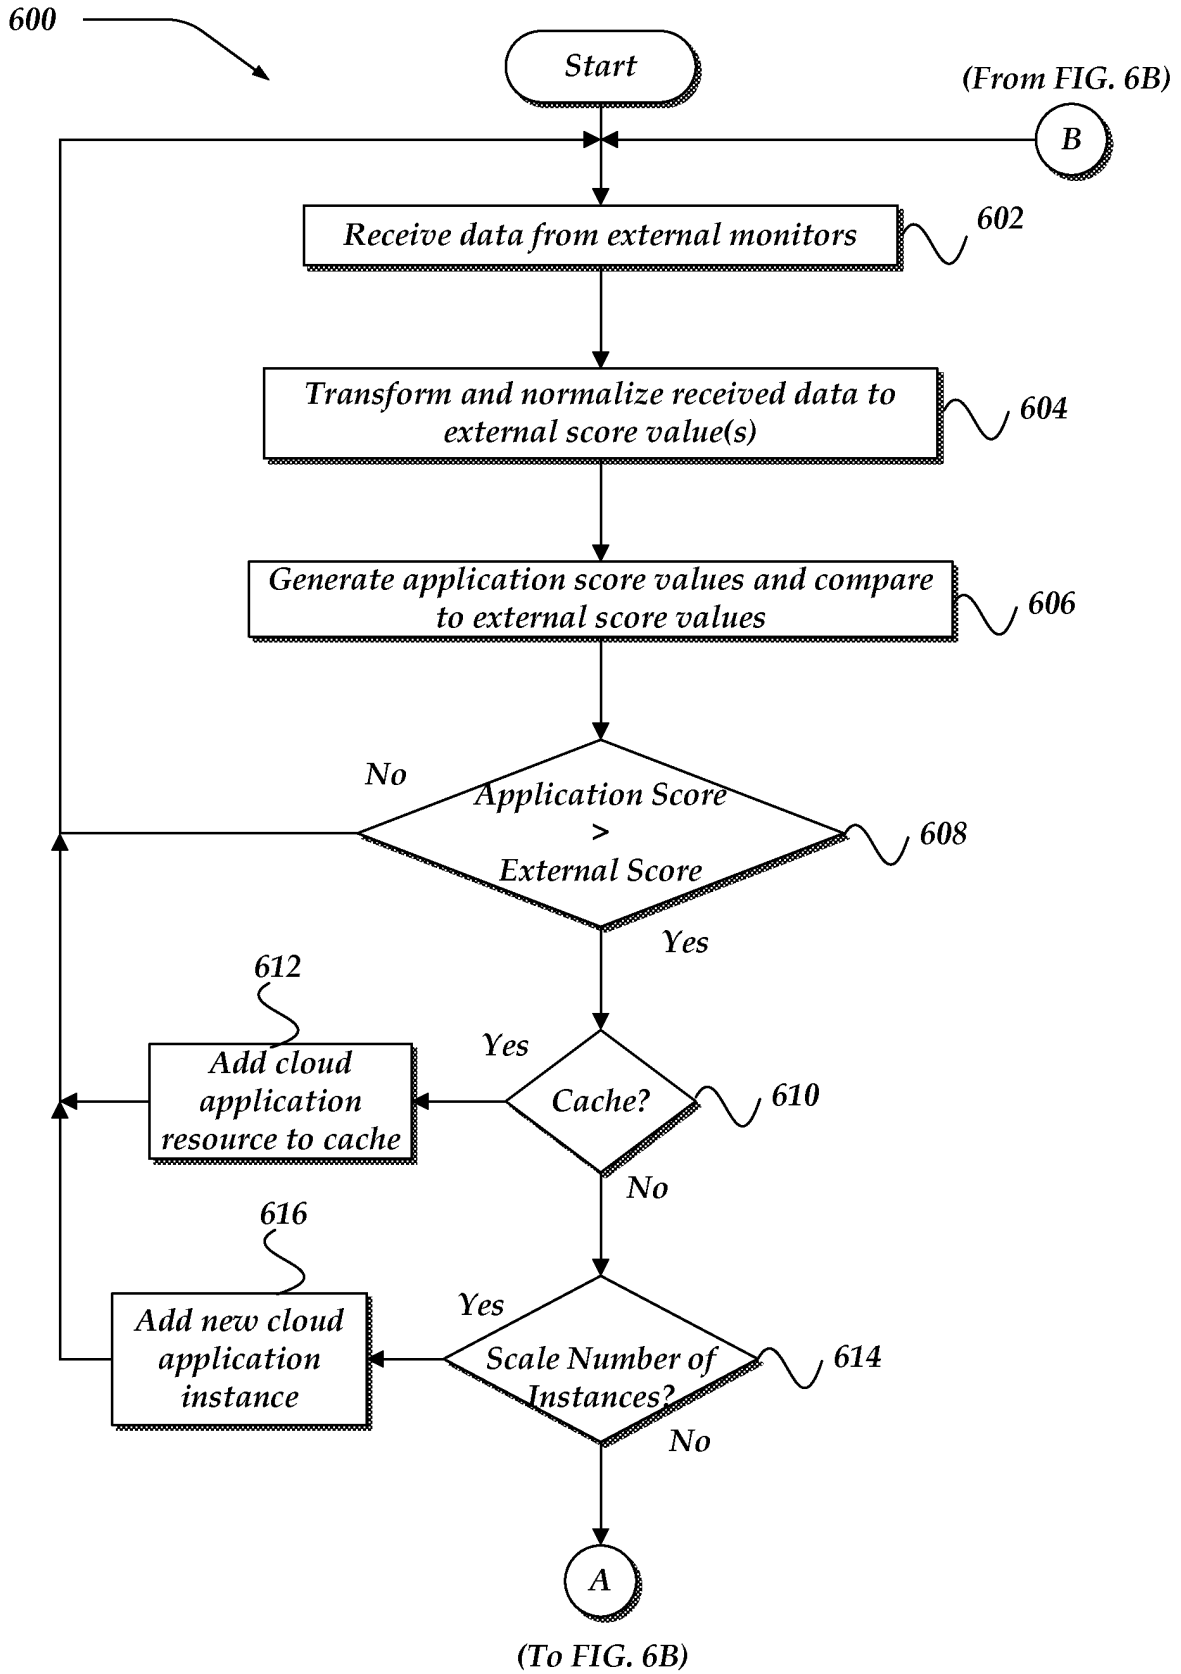 600
Start
(From FIG. 6B)
B
Receive data from external monitors
602
Transform and normalize received data to
external score value(s)
604
Generate application score values and compare
to external score values
606
No
Application Score
>
External Score
608
Yes
612
Yes
Add cloud
application
resource to cache
Cache?
610
No
616
Yes
Add new cloud
application
instance
Scale Number of
Instances?
614
No
A
(To FIG. 6B)